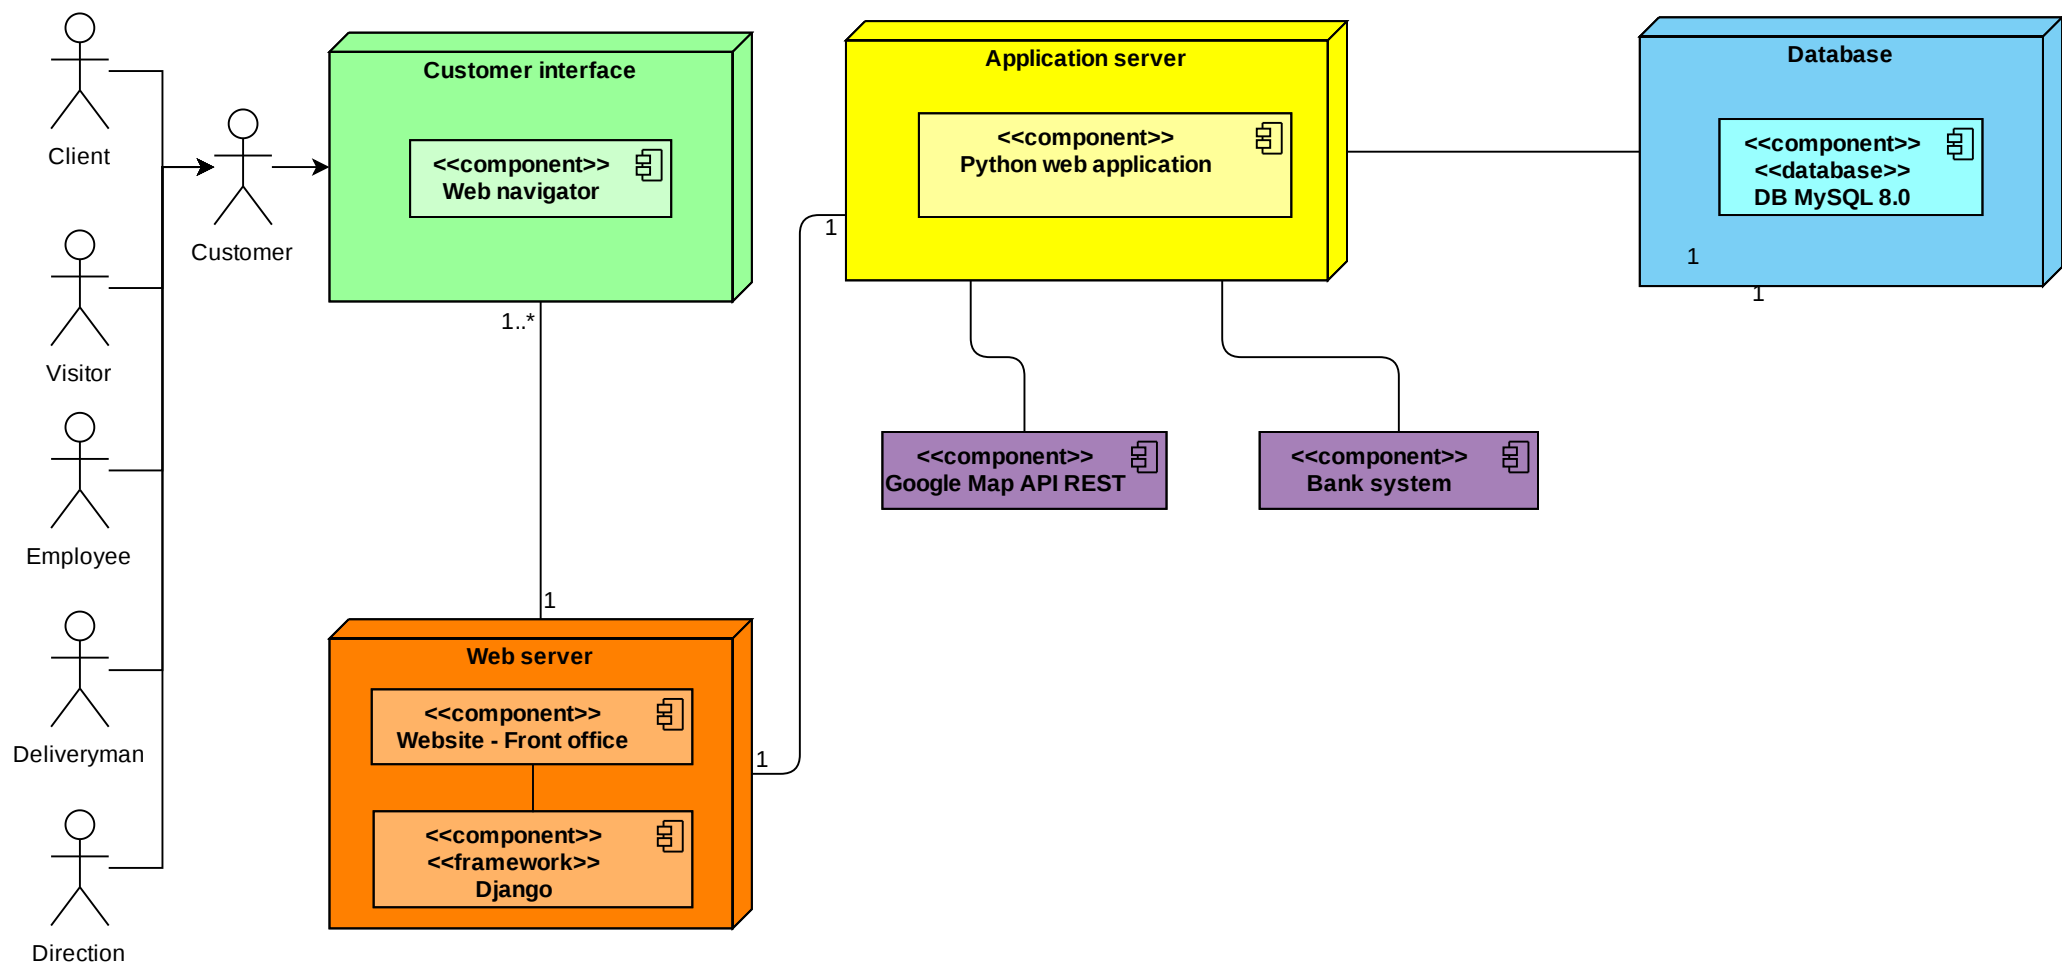 Client
Visitor
Employee
Deliveryman
Direction
Customer
Customer interface
<<component>>
Web navigator
1..*
1
Web server
<<component>>
Website - Front office
<<component>>
<<framework>>
Django
1
1
Application server
<<component>>
Python web application
<<component>>
Google Map API REST
<<component>>
Bank system
Database
<<component>>
<<database>>
DB MySQL 8.0
1
1